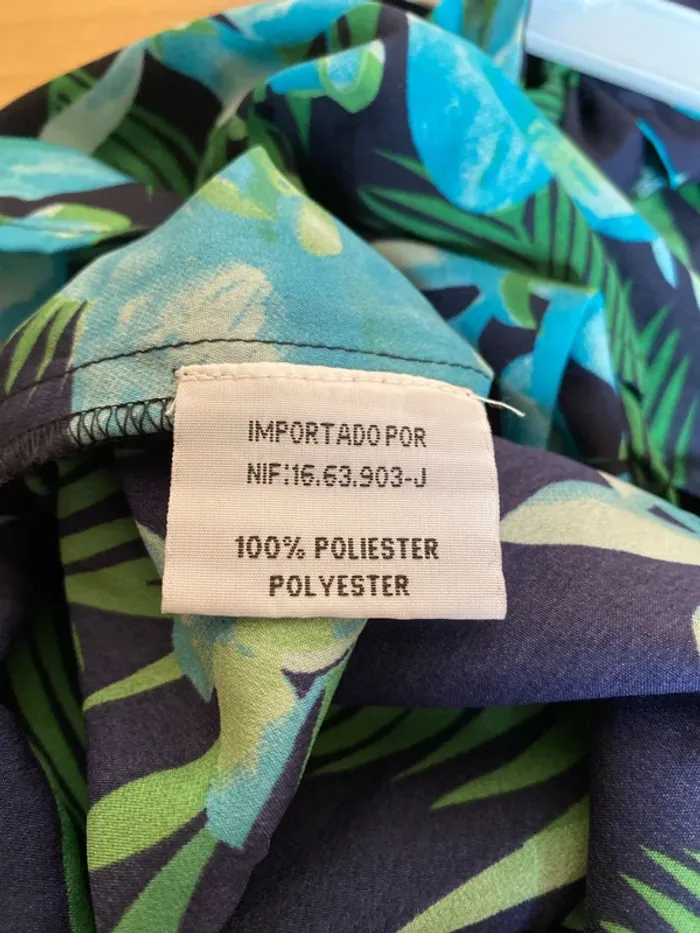 IMPORTADO POR
NIF:16.63.903-J
100% POLIESTER
POLYESTER